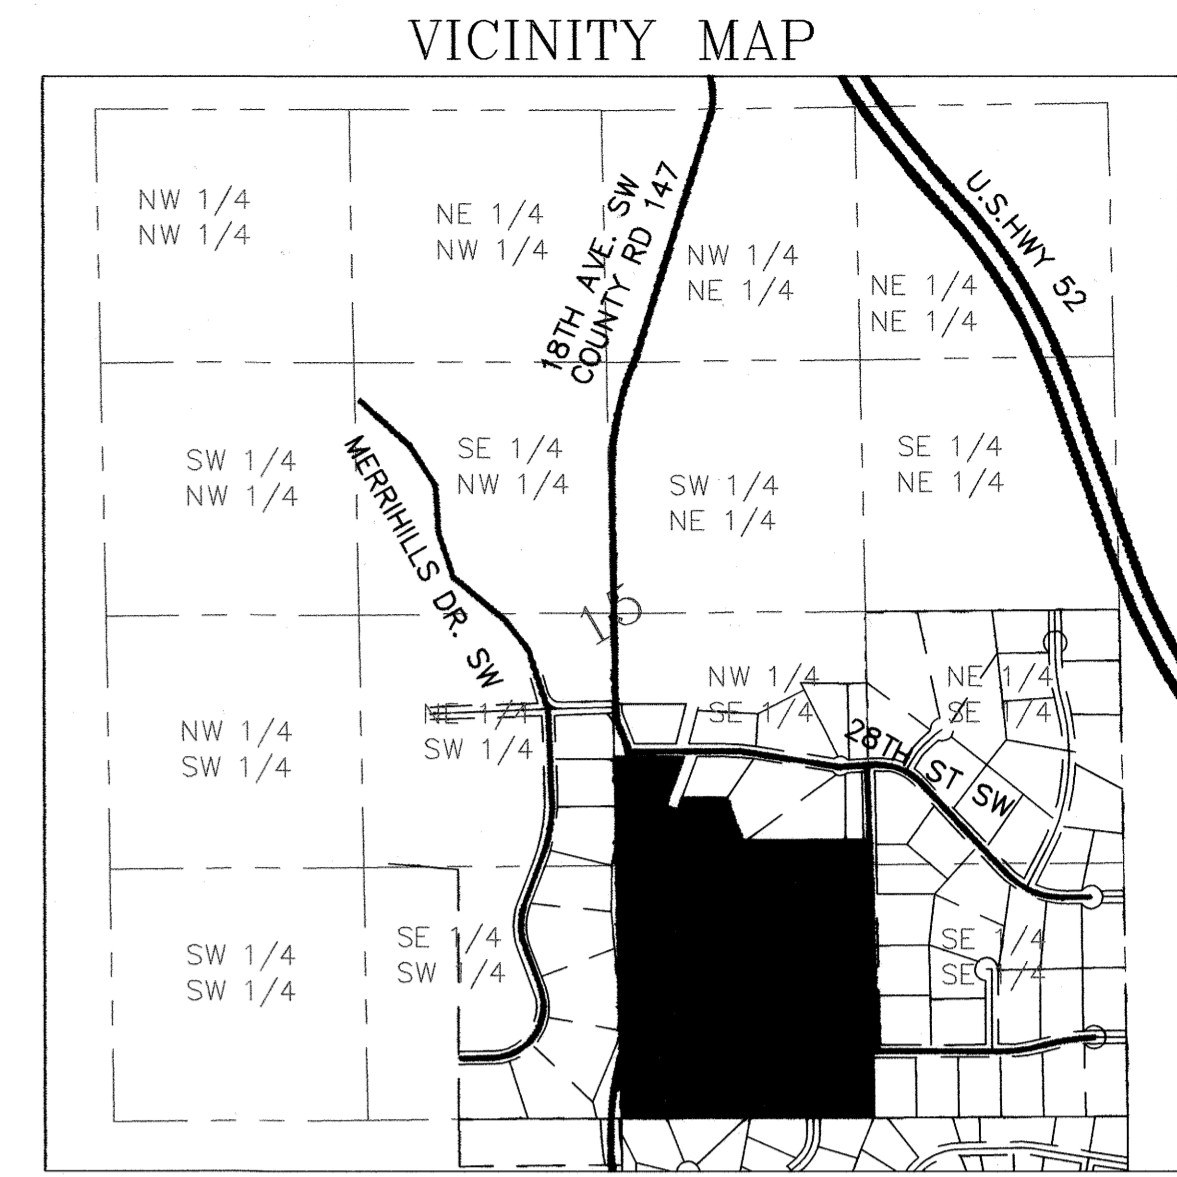 VICINITY MAP
NW 1/4
NW 1/4
NE 1/4
NW 1/4
18TH AVE. SW
COUNTY RD 147
NW 1/4
NE 1/4
NE 1/4
NE 1/4
U.S.HWY 52
SW 1/4
NW 1/4
MERRIHILLS DR. SW
SE 1/4
NW 1/4
SW 1/4
NE 1/4
SE 1/4
NE 1/4
15
NW 1/4
SW 1/4
NE 1/4
SW 1/4
NW 1/4
SE 1/4
NE 1/4
SE 1/4
28TH ST SW
SW 1/4
SW 1/4
SE 1/4
SW 1/4
SE 1/4
SE 1/4